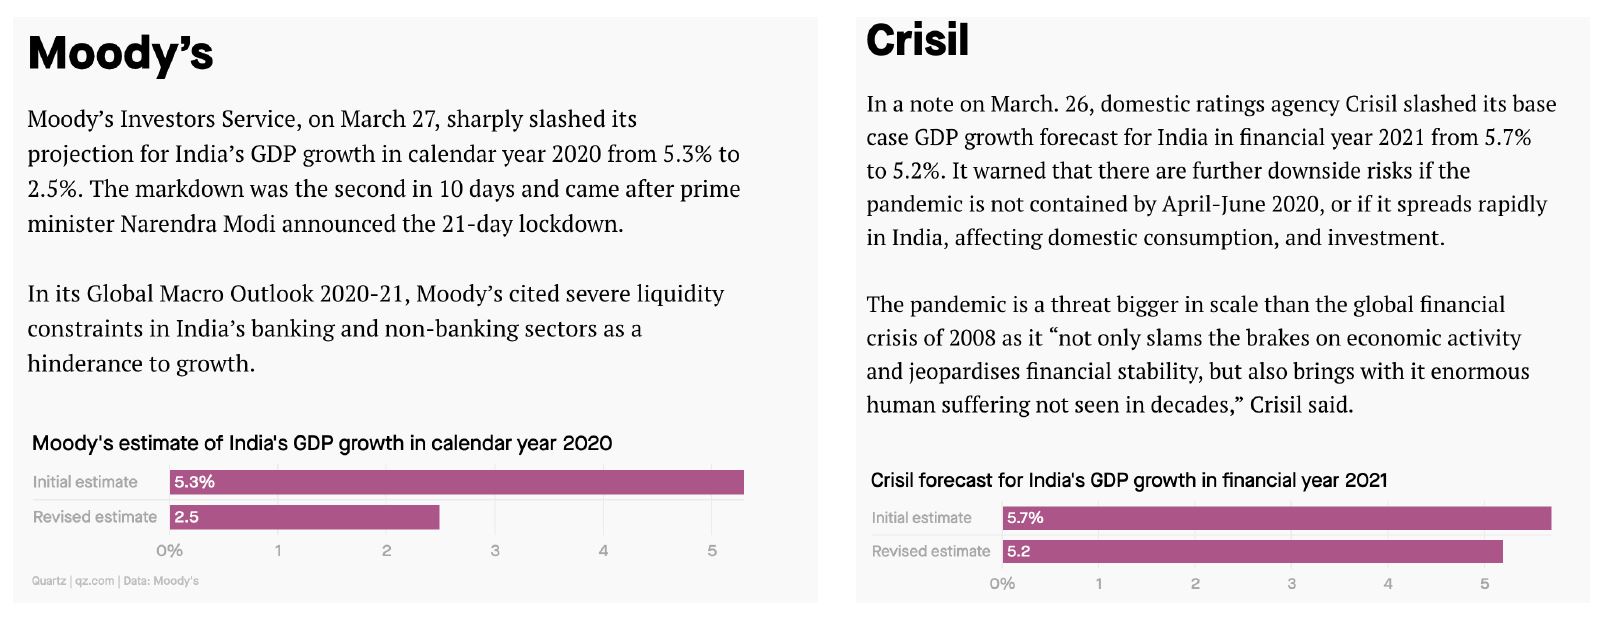 Moody’s
Moody’s Investors Service, on March 27, sharply slashed its
projection for India’s GDP growth in calendar year 2020 from 5.3% to
2.5%. The markdown was the second in 10 days and came after prime
minister Narendra Modi announced the 21-day lockdown.
In its Global Macro Outlook 2020-21, Moody’s cited severe liquidity
constraints in India’s banking and non-banking sectors as a
hinderance to growth.
Moody's estimate of India's GDP growth in calendar year 2020
Initial estimate 5.3%
Revised estimate 2.5
0% 1 2 3 4 5
Quartz | qz.com | Data: Moody's
Crisil
In a note on March. 26, domestic ratings agency Crisil slashed its base
case GDP growth forecast for India in financial year 2021 from 5.7%
to 5.2%. It warned that there are further downside risks if the
pandemic is not contained by April-June 2020, or if it spreads rapidly
in India, affecting domestic consumption, and investment.
The pandemic is a threat bigger in scale than the global financial
crisis of 2008 as it “not only slams the brakes on economic activity
and jeopardises financial stability, but also brings with it enormous
human suffering not seen in decades,” Crisil said.
Crisil forecast for India's GDP growth in financial year 2021
Initial estimate 5.7%
Revised estimate 5.2
0% 1 2 3 4 5